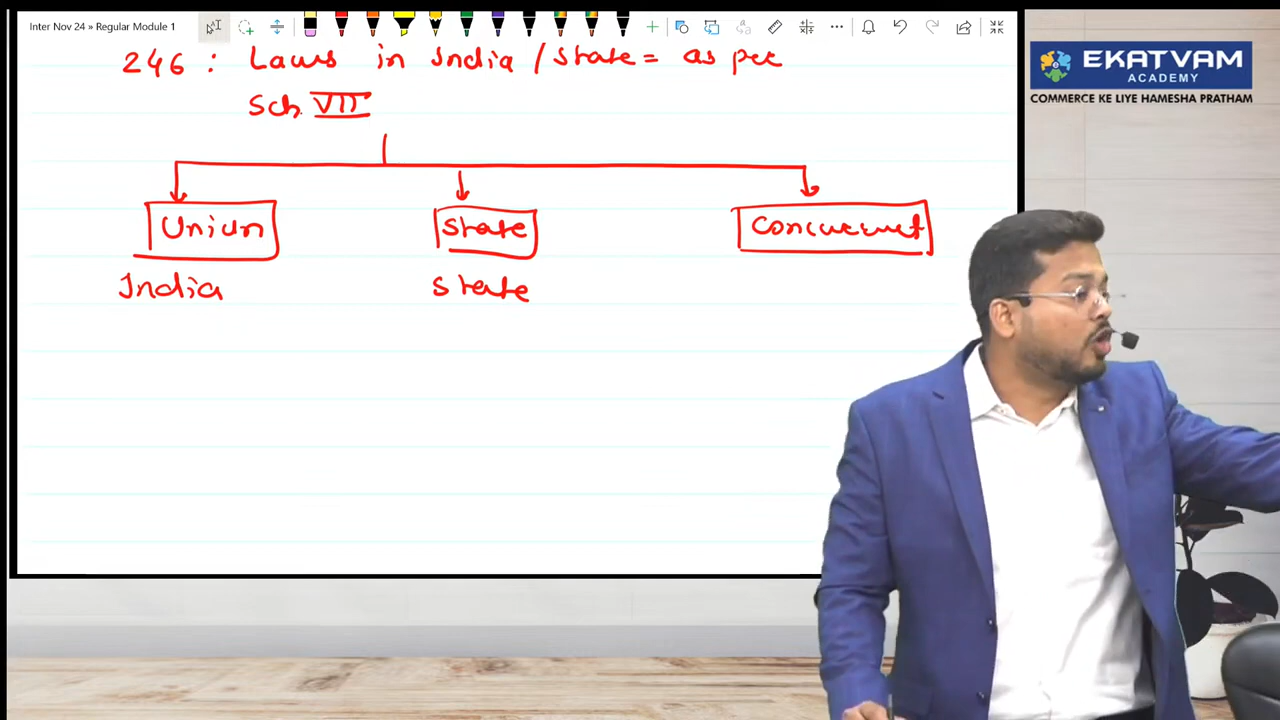 Inter Nov 24 » Regular Module 1
246 : Laws in India / State = as per
Sch. VII
Union
State
Concurrent
India
State
EKATVAM
ACADEMY
COMMERCE KE LIYE HAMESHA PRATHAM